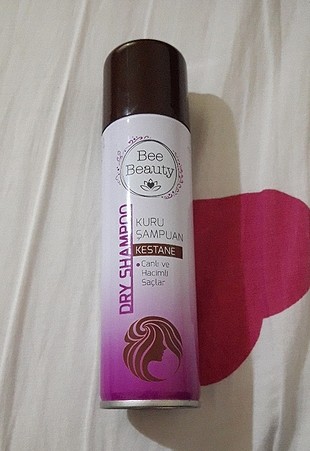 Bee
Beauty
DRY SHAMPOO
KURU
ŞAMPUAN
KESTANE
•Canlı ve
Hacimli
Saçlar